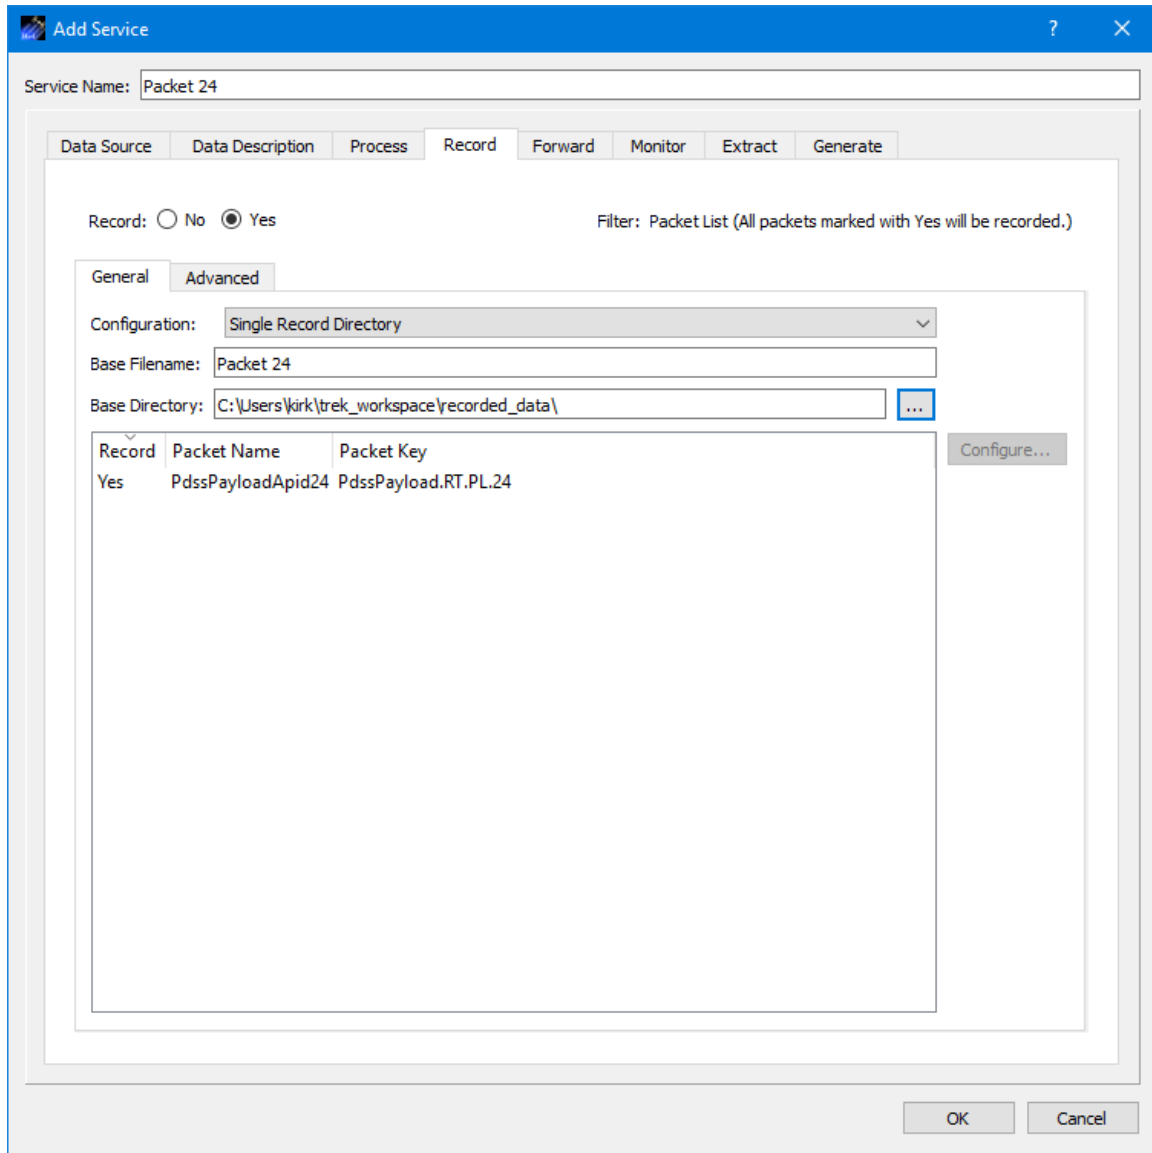 Add Service
?
Service Name: Packet 24
Data Source Data Description Process Record Forward Monitor Extract Generate
Record: No Yes Filter: Packet List (All packets marked with Yes will be recorded.)
General Advanced
Configuration: Single Record Directory
Base Filename: Packet 24
Base Directory: C:\Users\kirk\trek_workspace\recorded_data\ ...
Record Packet Name Packet Key Configure...
Yes PdssPayloadApid24 PdssPayload.RT.PL.24
OK Cancel